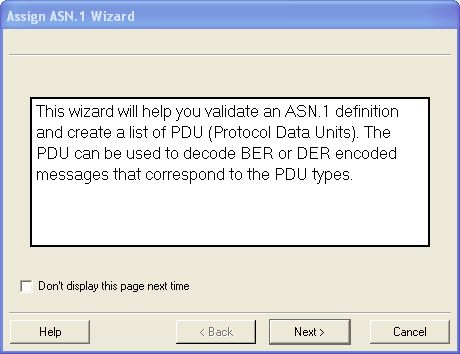 Assign ASN.1 Wizard
This wizard will help you validate an ASN.1 definition
and create a list of PDU (Protocol Data Units). The
PDU can be used to decode BER or DER encoded
messages that correspond to the PDU types.
Don't display this page next time
Help
< Back
Next >
Cancel